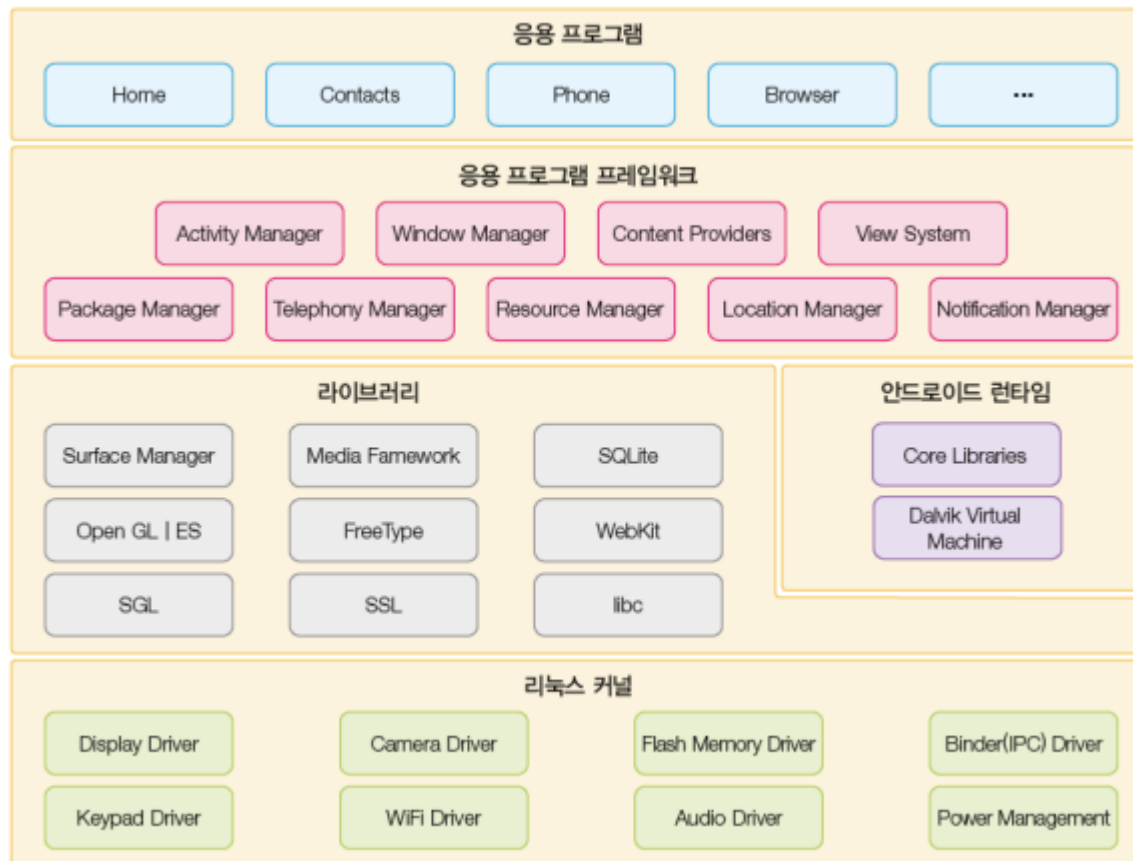 응용 프로그램
Home
Contacts
Phone
Browser
...
응용 프로그램 프레임워크
Activity Manager
Window Manager
Content Providers
View System
Package Manager
Telephony Manager
Resource Manager
Location Manager
Notification Manager
라이브러리
Surface Manager
Media Famework
SQLite
Open GL | ES
FreeType
WebKit
SGL
SSL
libc
안드로이드 런타임
Core Libraries
Dalvik Virtual
Machine
리눅스 커널
Display Driver
Camera Driver
Flash Memory Driver
Binder(IPC) Driver
Keypad Driver
WiFi Driver
Audio Driver
Power Management